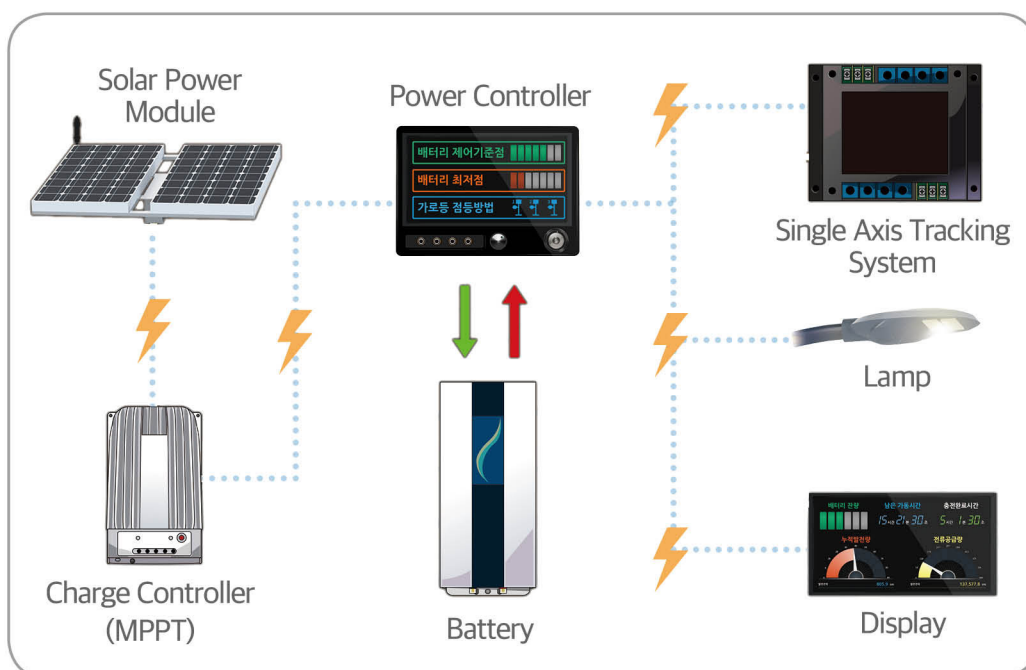 Solar Power
Module
Power Controller
배터리 제어기준점
배터리 최저점
가로등 점등방법
Single Axis Tracking
System
Lamp
Charge Controller
(MPPT)
Battery
배터리 잔량
남은 가동시간
충전완료시간
15시간 21분 30초
5시간 1분 30초
누적발전량
전류공급량
Display